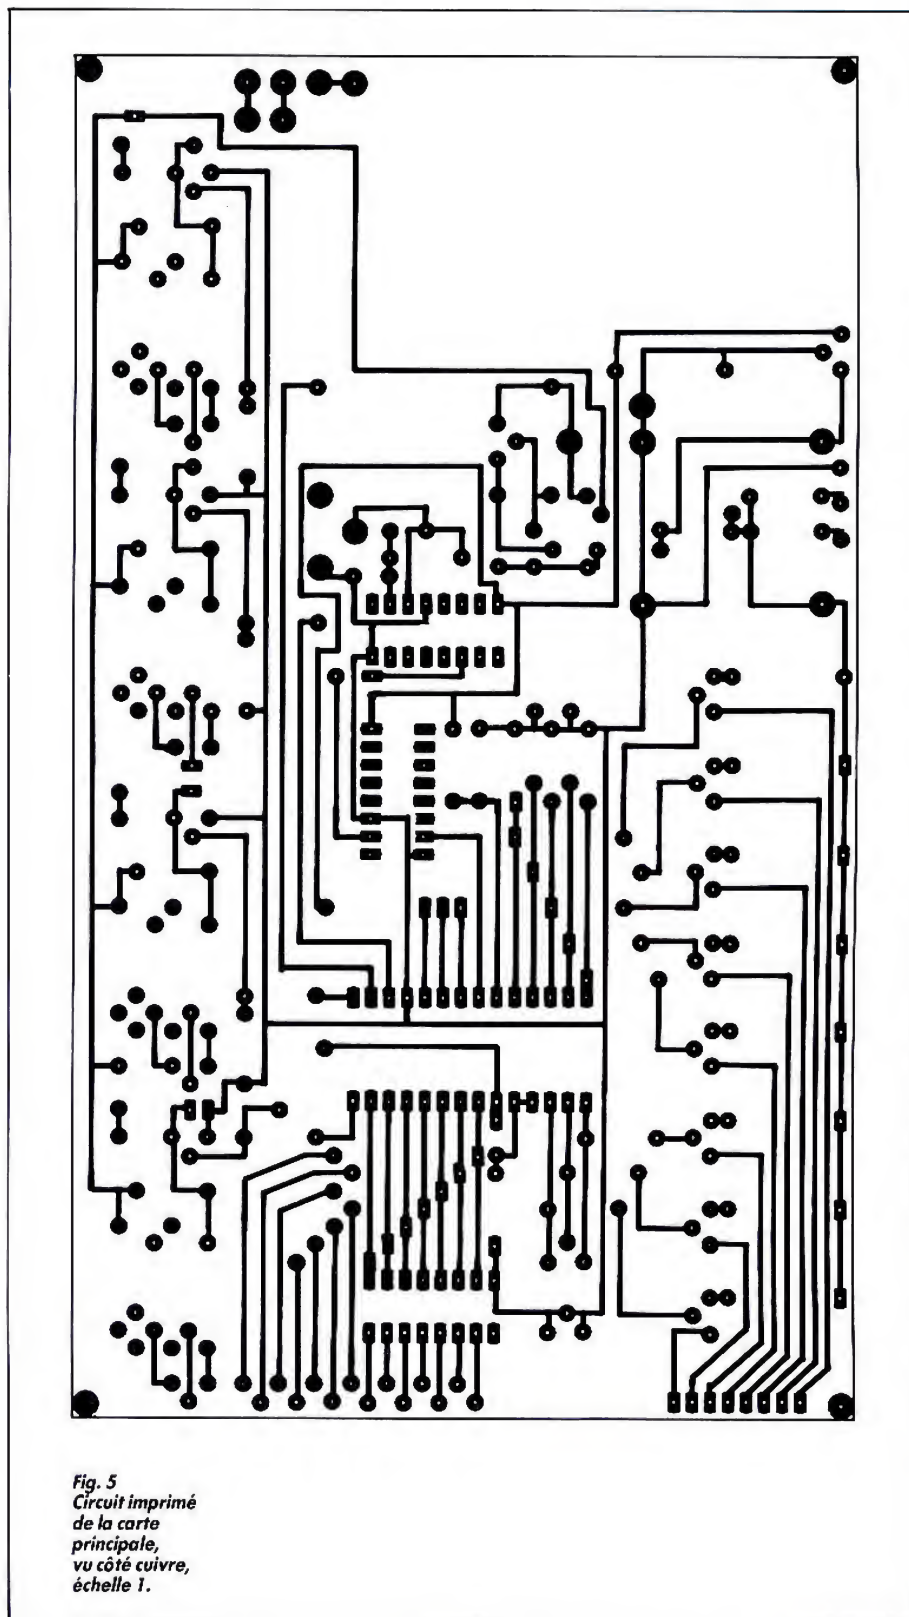 Fig. 5
Circuit imprimé
de la carte
principale,
vu côté cuivre,
échelle 1.